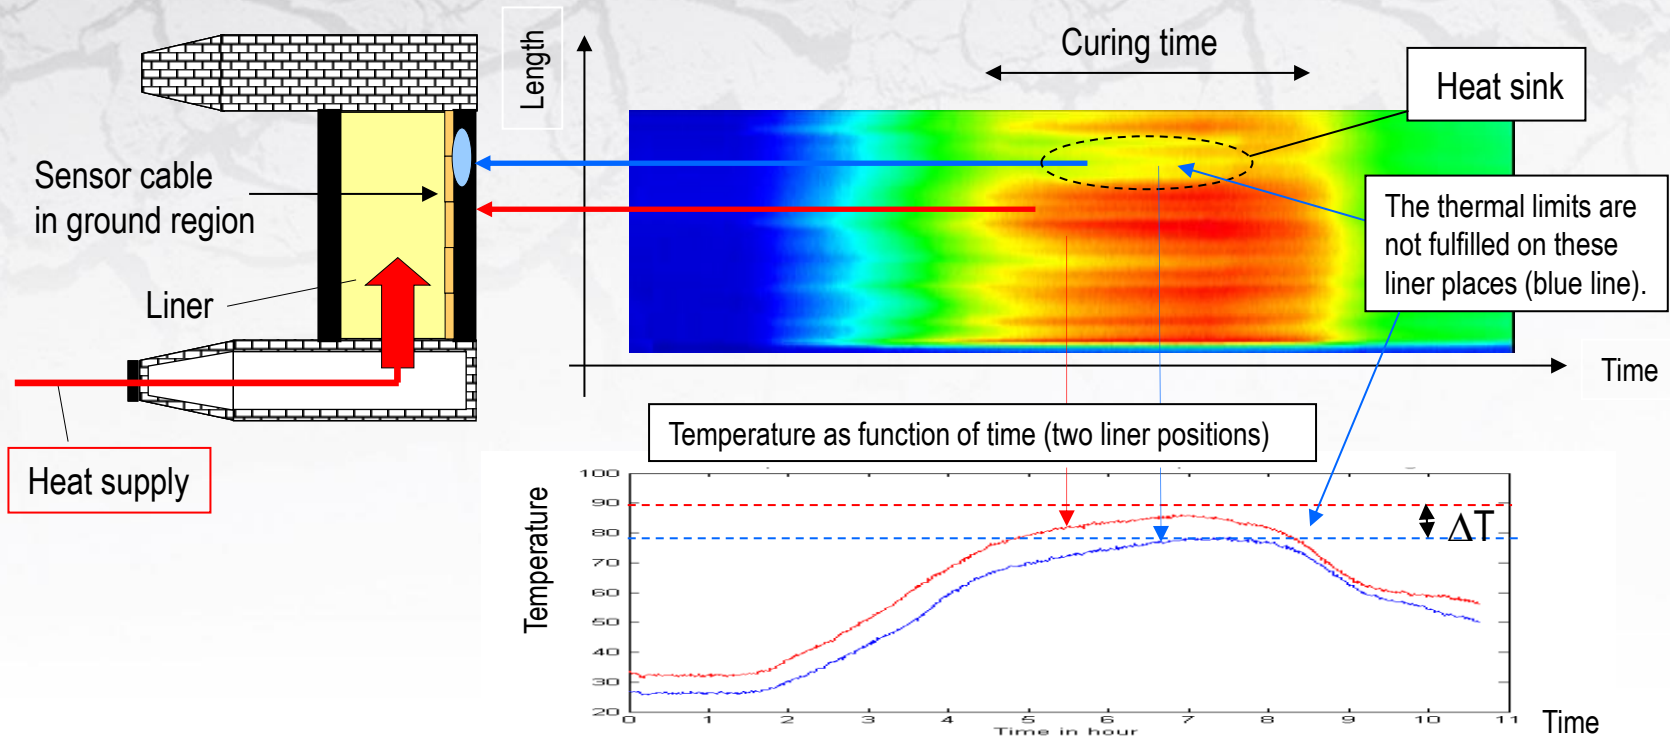 Length
Curing time
Heat sink
Sensor cable
in ground region
The thermal limits are
not fulfilled on these
liner places (blue line).
Liner
Time
Heat supply
Temperature as function of time (two liner positions)
Temperature
100
90
80
70
60
50
40
30
20
ΔT
0 1 2 3 4 5 6 7 8 9 10 11
Time in hour
Time